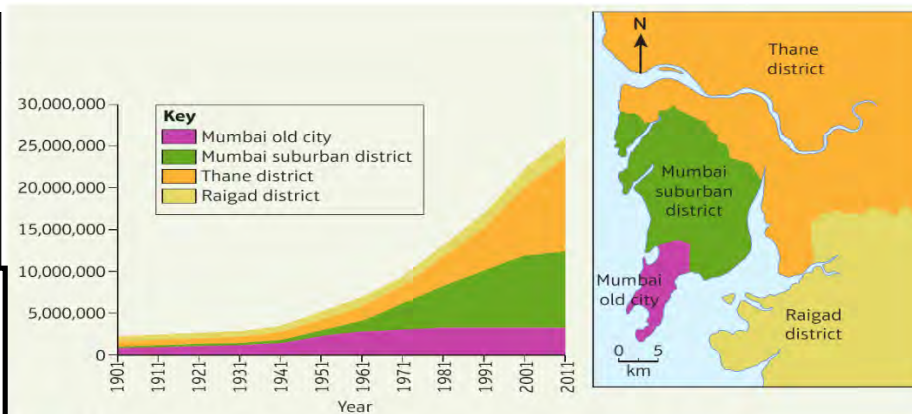 30,000,000
25,000,000
20,000,000
15,000,000
10,000,000
5,000,000
0
Key
Mumbai old city
Mumbai suburban district
Thane district
Raigad district
1901
1911
1921
1931
1941
1951
1961
1971
1981
1991
2001
2011
Year
N
Thane
district
Mumbai
suburban
district
Mumbai
old city
Raigad
district
0 5
km